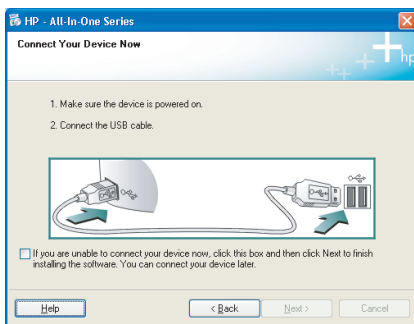 HP - All-In-One Series
Connect Your Device Now
hp
1. Make sure the device is powered on.
2. Connect the USB cable.
If you are unable to connect your device now, click this box and then click Next to finish
installing the software. You can connect your device later.
Help
< Back
Next >
Cancel